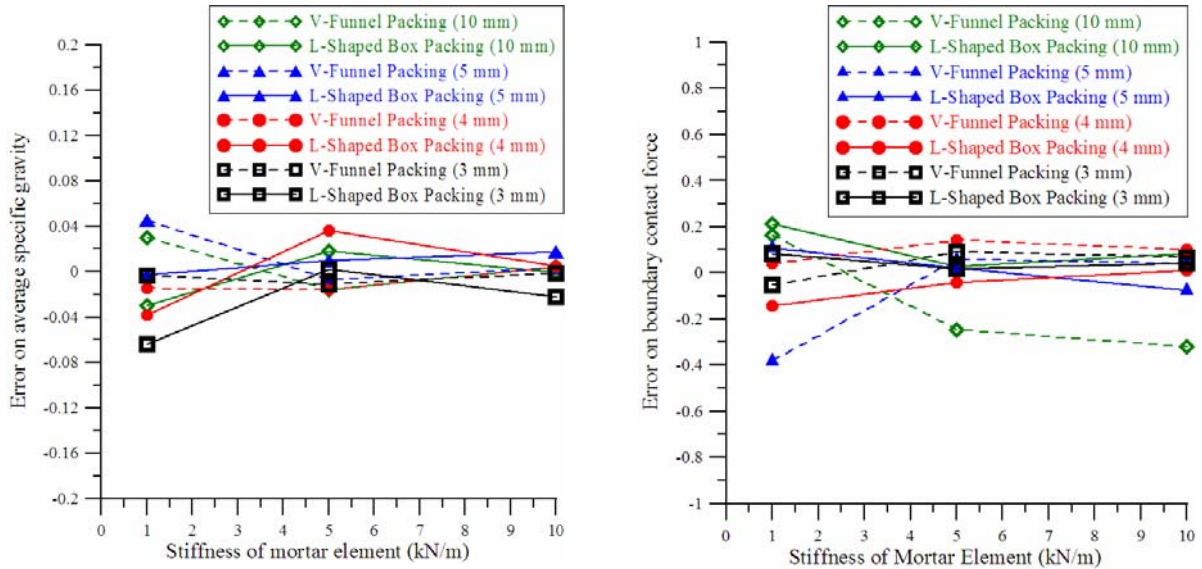 V-Funnel Packing (10 mm)
L-Shaped Box Packing (10 mm)
V-Funnel Packing (5 mm)
L-Shaped Box Packing (5 mm)
V-Funnel Packing (4 mm)
L-Shaped Box Packing (4 mm)
V-Funnel Packing (3 mm)
L-Shaped Box Packing (3 mm)
Error on average specific gravity
0.2
0.16
0.12
0.08
0.04
0
-0.04
-0.08
-0.12
-0.16
-0.2
0 1 2 3 4 5 6 7 8 9 10
Stiffness of mortar element (kN/m)
V-Funnel Packing (10 mm)
L-Shaped Box Packing (10 mm)
V-Funnel Packing (5 mm)
L-Shaped Box Packing (5 mm)
V-Funnel Packing (4 mm)
L-Shaped Box Packing (4 mm)
V-Funnel Packing (3 mm)
L-Shaped Box Packing (3 mm)
Error on boundary contact force
1
0.8
0.6
0.4
0.2
0
-0.2
-0.4
-0.6
-0.8
-1
0 1 2 3 4 5 6 7 8 9 10
Stiffness of Mortar Element (kN/m)